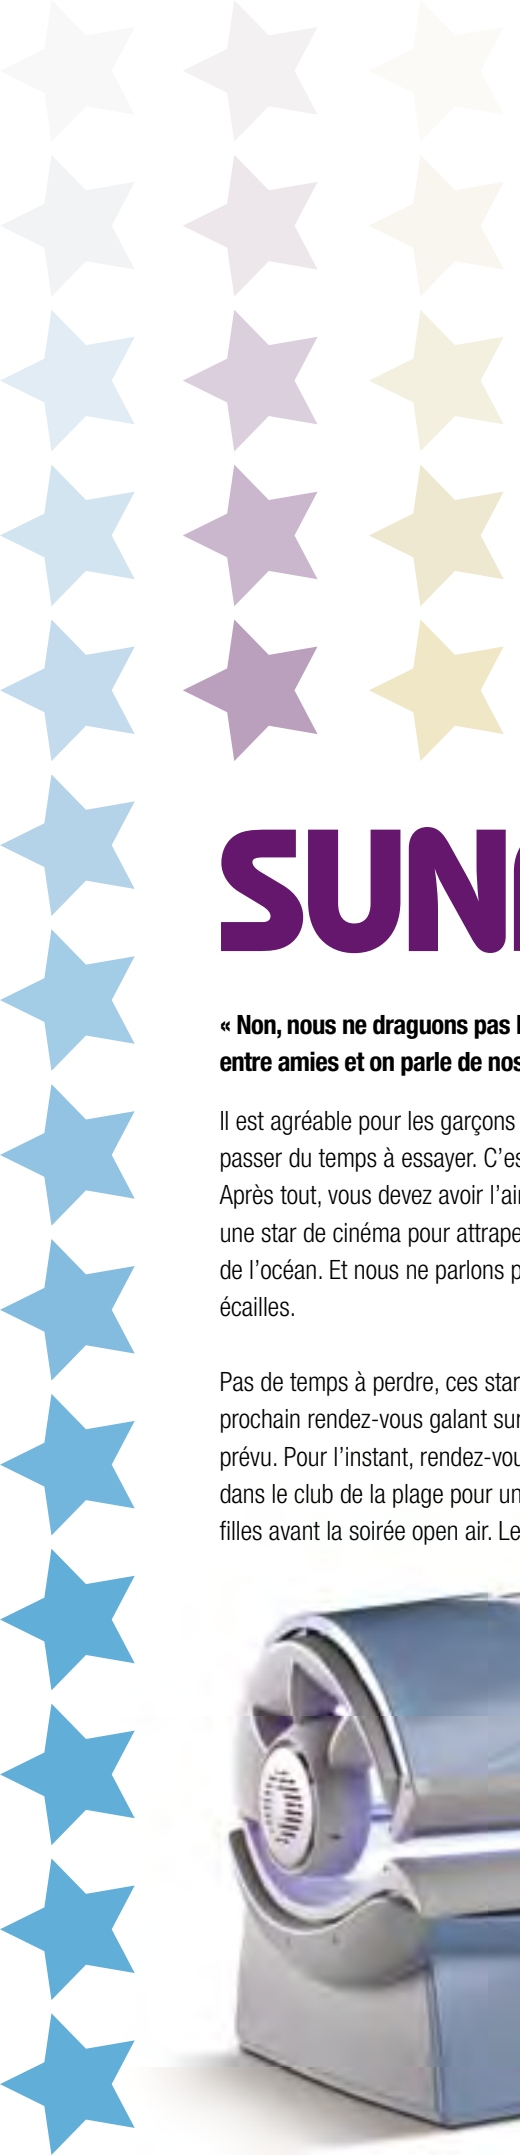 SUN
« Non, nous ne draguons pas
entre amies et on parle de nos
Il est agréable pour les garçons
passer du temps à essayer. C’es
Après tout, vous devez avoir l’air
une star de cinéma pour attrape
de l’océan. Et nous ne parlons p
écailles.
Pas de temps à perdre, ces star
prochain rendez-vous galant sur
prévu. Pour l’instant, rendez-vou
dans le club de la plage pour un
filles avant la soirée open air. Le